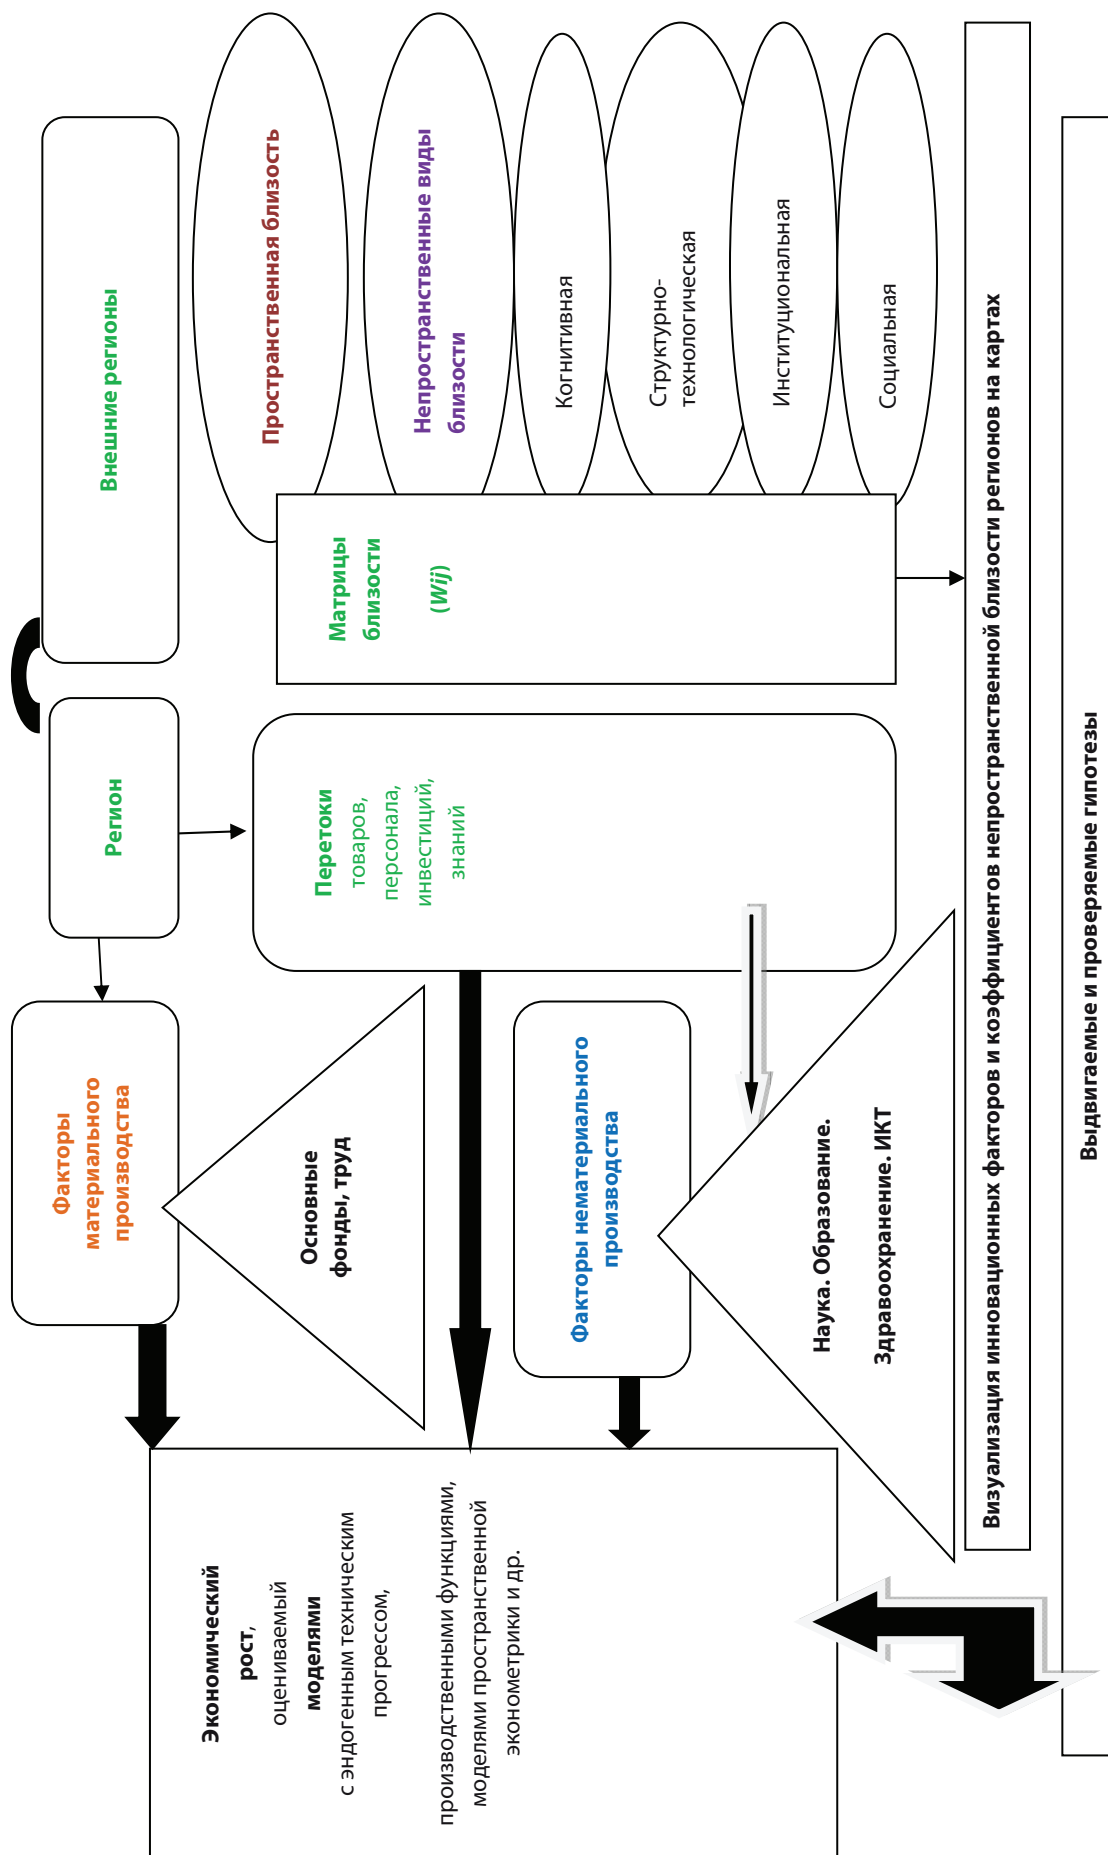 Внешние регионы
Регион
Факторы
материального
производства
Пространственная близость
Непространственные виды
близости
Когнитивная
Структурно-
технологическая
Институциональная
Социальная
Матрицы
близости
(Wij)
Перетоки
товаров,
персонала,
инвестиций,
знаний
Основные
фонды, труд
Факторы нематериального
производства
Наука. Образование.
Здравоохранение. ИКТ
Экономический
рост,
оцениваемый
моделями
с эндогенным техническим
прогрессом,
производственными функциями,
моделями пространственной
эконометрики и др.
Визуализация инновационных факторов и коэффициентов непространственной близости регионов на картах
Выдвигаемые и проверяемые гипотезы